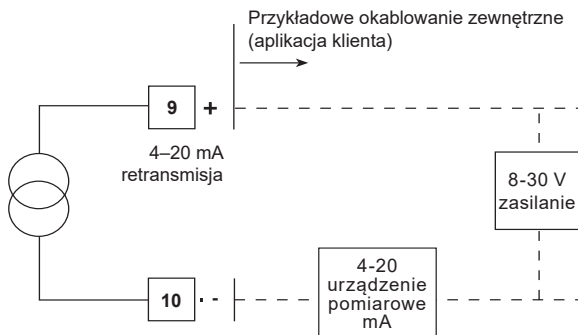 Przykładowe okablowanie zewnętrzne
(aplikacja klienta)
9 +
4–20 mA
retransmisja
8-30 V
zasilanie
4-20
urządzenie
pomiarowe
mA
10 -